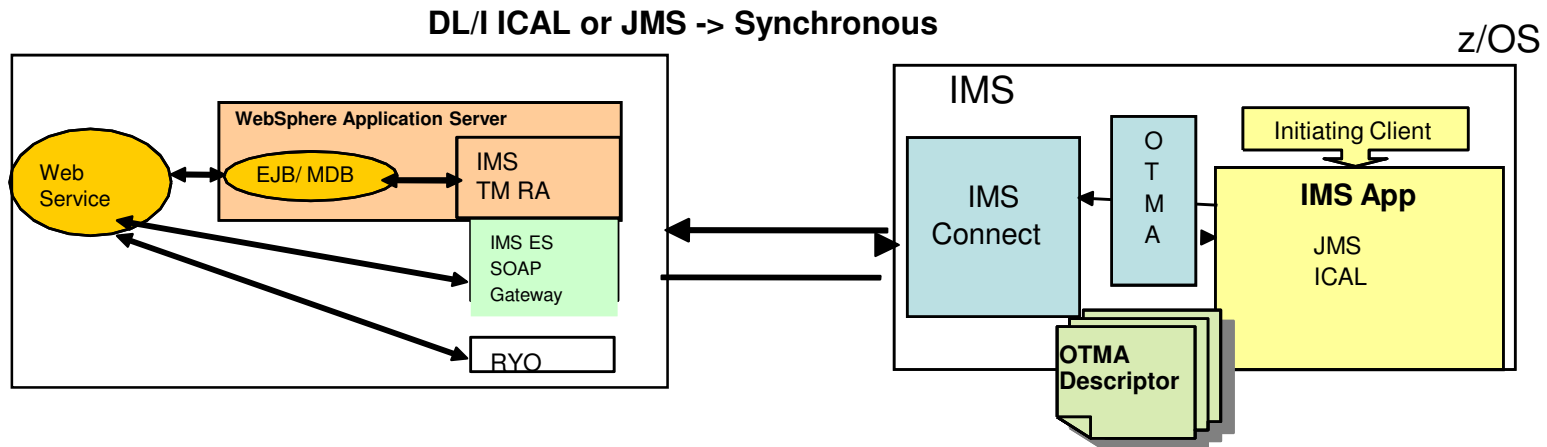 DL/I ICAL or JMS -> Synchronous
z/OS
WebSphere Application Server
Web
Service
EJB/ MDB
IMS
TM RA
IMS ES
SOAP
Gateway
RYO
IMS
IMS
Connect
O
T
M
A
Initiating Client
IMS App
JMS
ICAL
OTMA
Descriptor